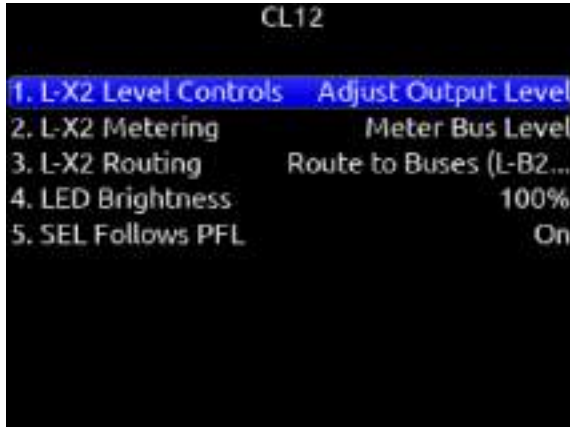 CL12
1. L-X2 Level Controls Adjust Output Level
2. L-X2 Metering Meter Bus Level
3. L-X2 Routing Route to Buses (L-B2...
4. LED Brightness 100%
5. SEL Follows PFL On